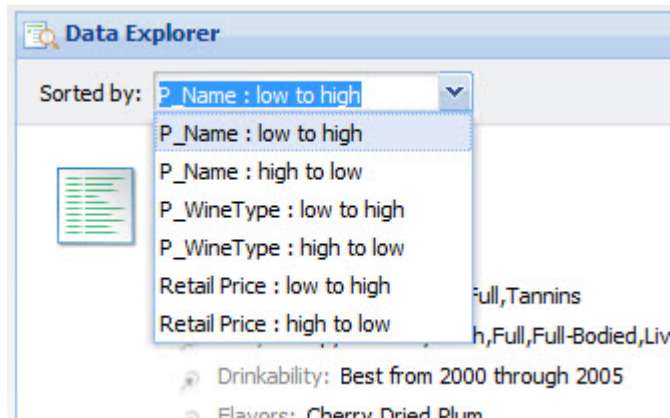 Data Explorer
Sorted by: P_Name : low to high
P_Name : low to high
P_Name : high to low
P_WineType : low to high
P_WineType : high to low
Retail Price : low to high
Retail Price : high to low
Full,Tannins
h,Full,Full-Bodied,Liv
Drinkability: Best from 2000 through 2005
Flavors: Cherry,Dried Plum